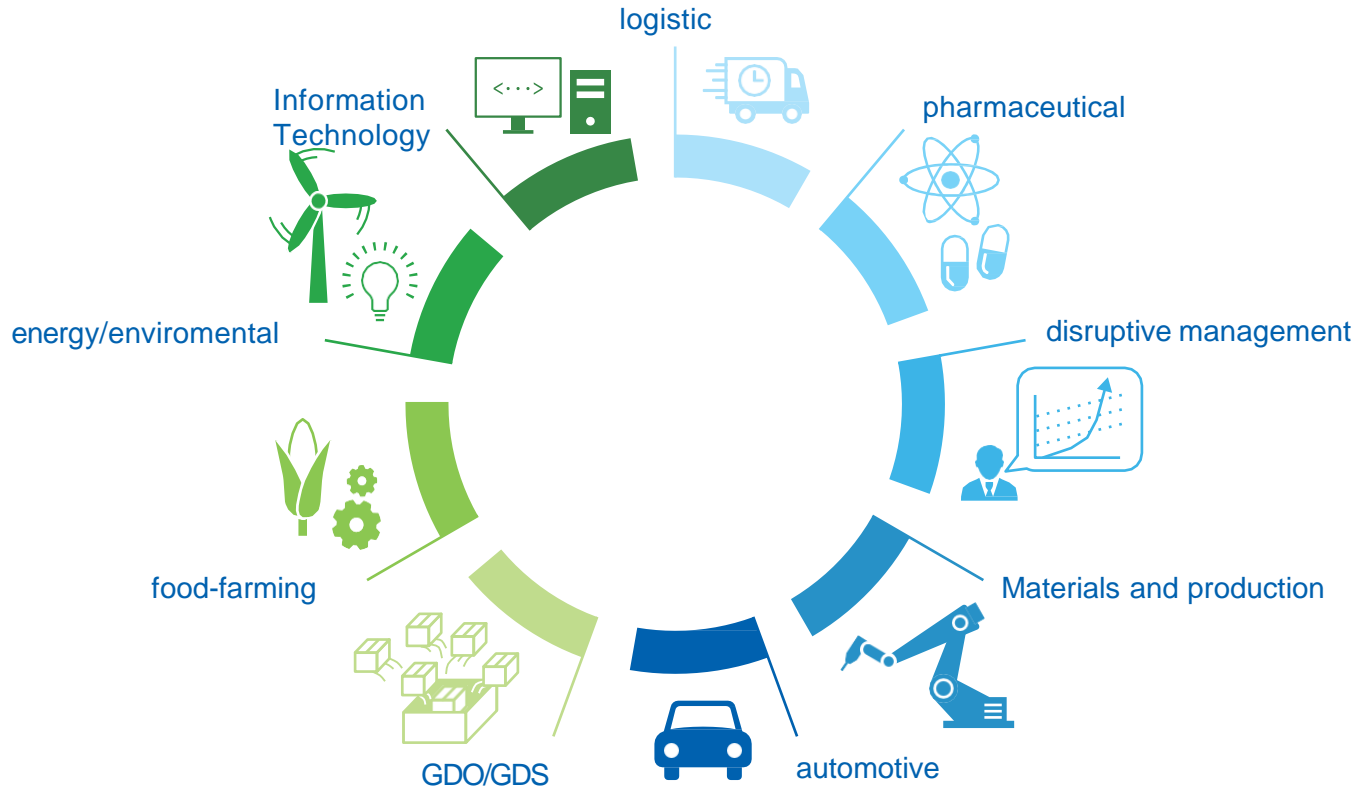 logistic
Information
Technology
<···>
pharmaceutical
energy/enviromental
disruptive management
food-farming
Materials and production
GDO/GDS
automotive